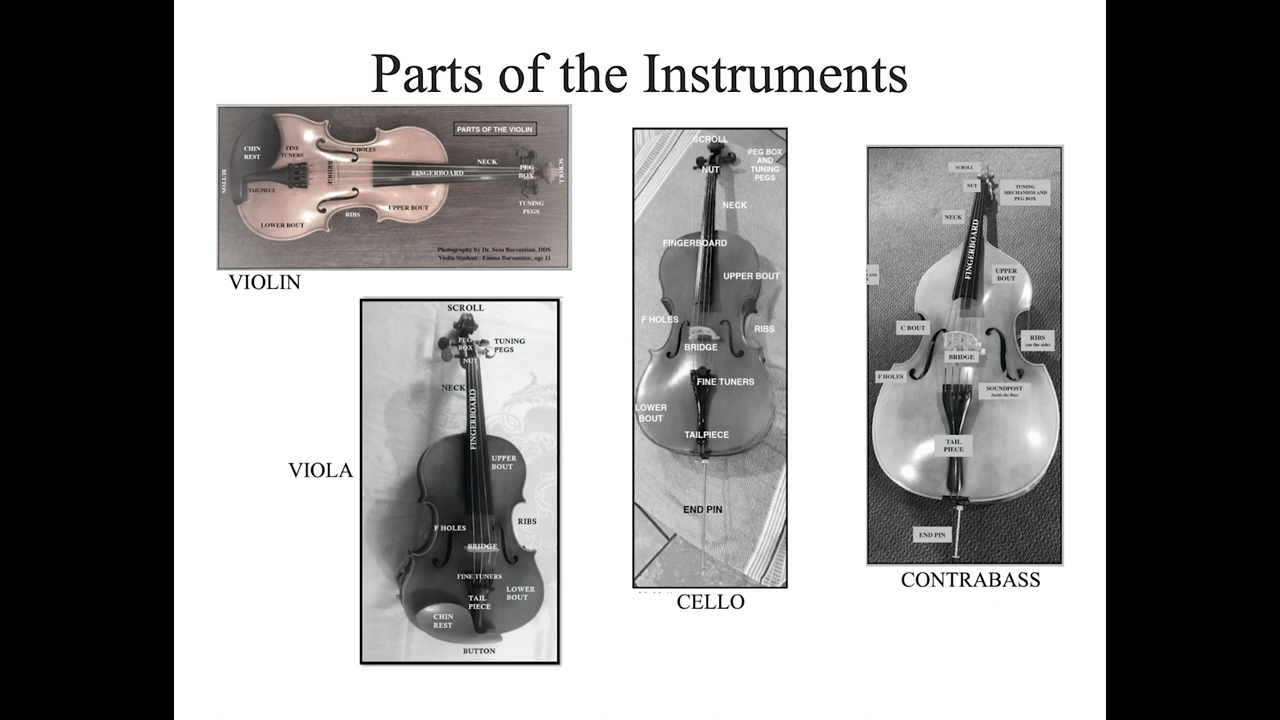 Parts of the Instruments
PARTS OF THE VIOLIN
CHIN
REST
FINE
TUNERS
F HOLES
NECK
PEG
BOX
SCROLL
BUTTON
BRIDGE
FINGERBOARD
TAILPIECE
TUNING
PEGS
UPPER BOUT
RIBS
LOWER BOUT
Photography by Dr. Seza Barsamian, DDS
Violin Student: Emma Barsamian, age 11
VIOLIN
SCROLL
PEG
BOX
TUNING
PEGS
NUT
NECK
FINGERBOARD
UPPER
BOUT
RIBS
F HOLES
BRIDGE
FINE TUNERS
LOWER
BOUT
TAIL
PIECE
CHIN
REST
BUTTON
VIOLA
SCROLL
PEG BOX
AND
TUNING
PEGS
NUT
NECK
FINGERBOARD
UPPER BOUT
F HOLES
RIBS
BRIDGE
FINE TUNERS
LOWER
BOUT
TAILPIECE
END PIN
CELLO
SCROLL
NUT
TUNING
MECHANISM AND
PEG BOX
NECK
FINGERBOARD
UPPER
BOUT
C BOUT
RIBS
(on the side)
BRIDGE
F HOLES
SOUNDPOST
Inside the Bass
TAIL
PIECE
END PIN
CONTRABASS